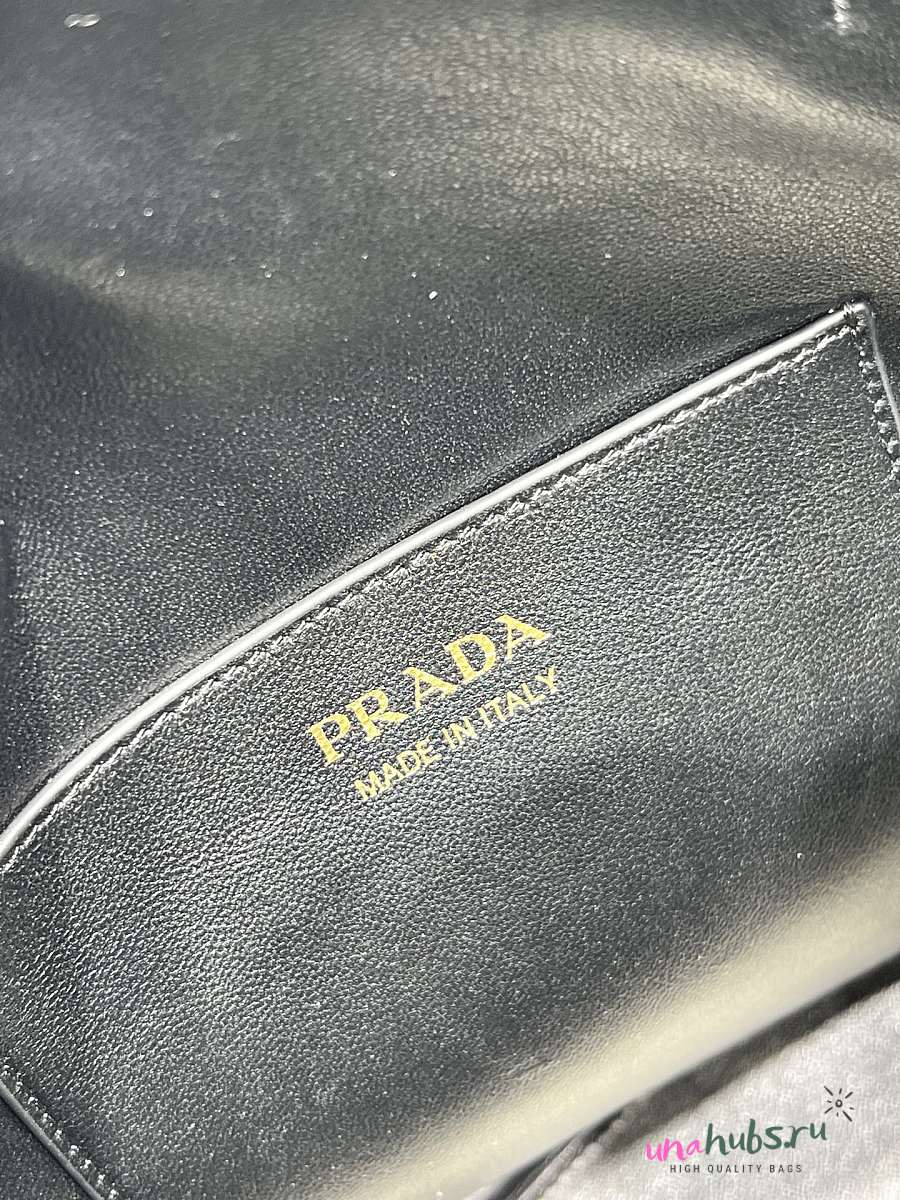 PRADA
MADE IN ITALY
unahubs.ru
HIGH QUALITY BAGS